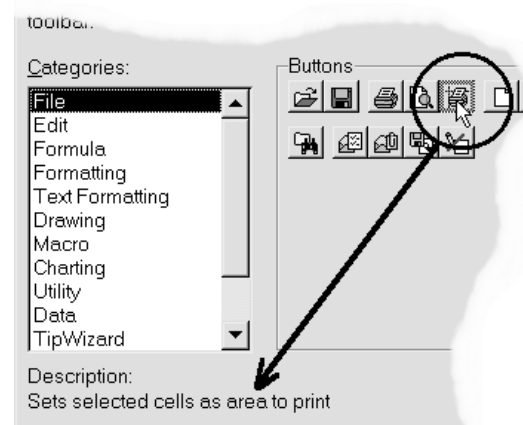 toolbar.
Categories:
Buttons
File
Edit
Formula
Formatting
Text Formatting
Drawing
Macro
Charting
Utility
Data
TipWizard
Description:
Sets selected cells as area to print